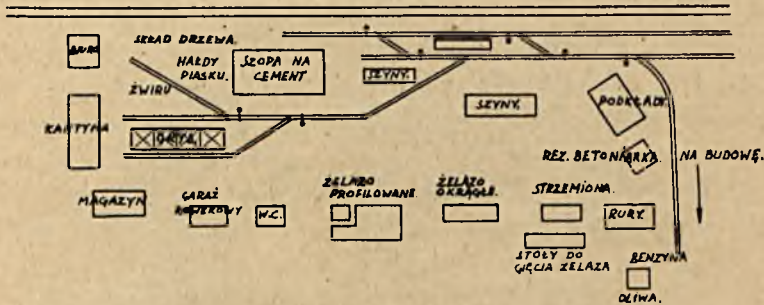 BIURO
SKŁAD DRZEWA.
HAŁDY
PIASKU.
ŻWIRU
SZOPA NA
CEMENT
SZYNY.
SZYNY.
PODKŁADY.
KANTYNA
REZ. BETONIARKA.
NA BUDOWĘ.
MAGAZYN
GARAŻ
ROWEROWY
W.C.
ŻELAZO
PROFILOWANE.
ŻELAZO
OKRĄGŁE.
STRZEMIONA.
RURY.
STOŁY DO
GIĘCIA ŻELAZA
BENZYNA
OLIWA.